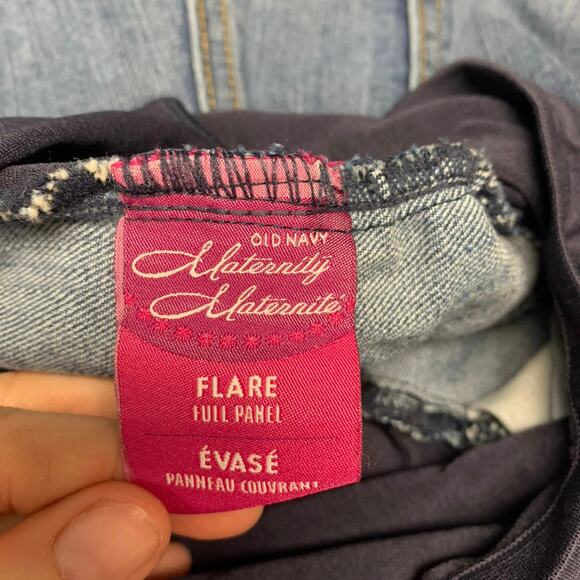 OLD NAVY
Maternity
Maternité
FLARE
FULL PANEL
ÉVASÉ
PANNEAU COUVRANT